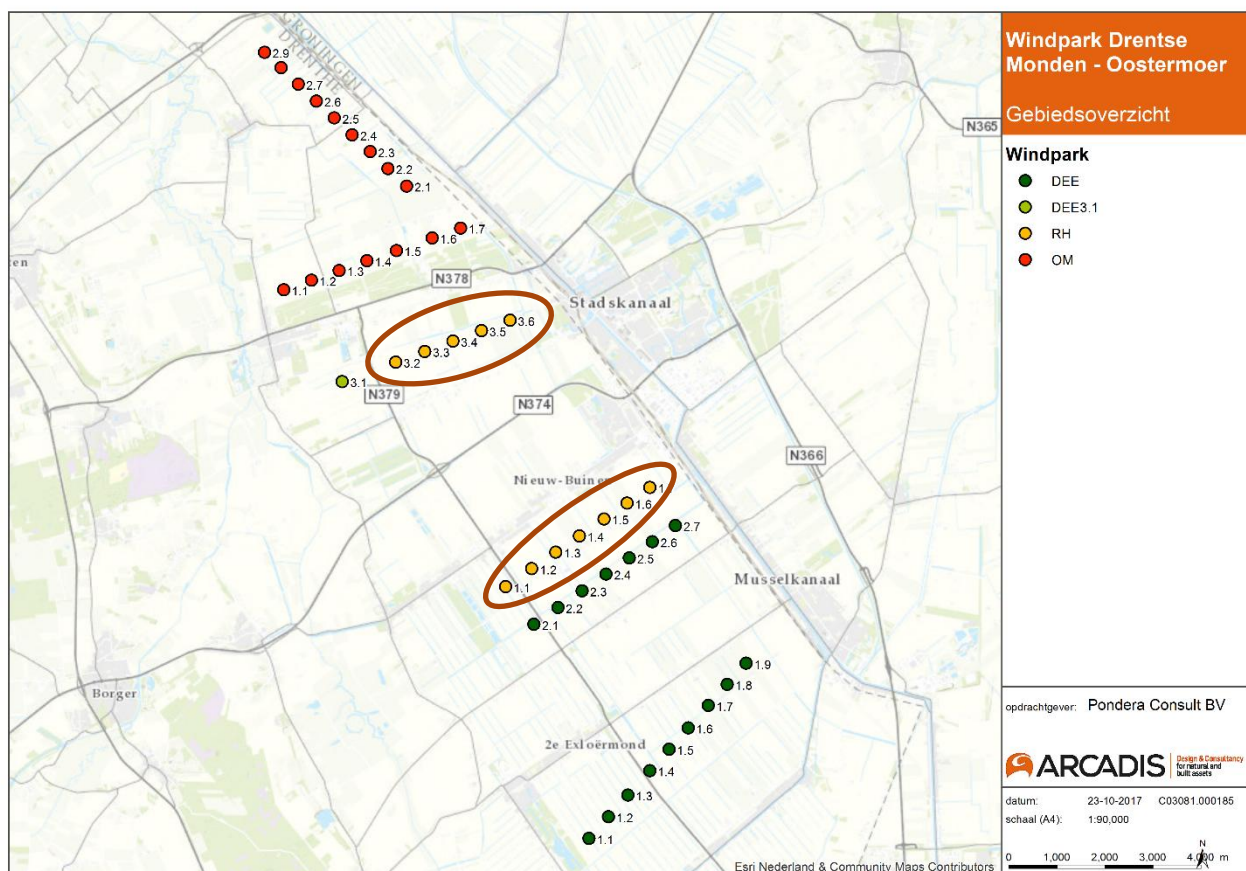 GRONINGEN
DRENTHE
2.9
2.7
2.6
2.5
2.4
2.3
2.2
2.1
N365
1.7
1.6
1.5
1.4
1.3
1.2
1.1
N378
Stadskanaal
3.6
3.5
3.4
3.3
3.2
3.1
N379
N374
N366
Nieuw-Buinen
1.6
1.5
1.4
1.3
1.2
1.1
2.7
2.6
2.5
2.4
2.3
2.2
2.1
Musselkanaal
Borger
2e Exloërmond
1.9
1.8
1.7
1.6
1.5
1.4
1.3
1.2
1.1
Esri Nederland & Community Maps Contributors
Windpark Drentse
Monden - Oostermoer
Gebiedsoverzicht
Windpark
DEE
DEE3.1
RH
OM
opdrachtgever: Pondera Consult BV
ARCADIS
Design & Consultancy
for natural and
built assets
datum: 23-10-2017 C03081.000185
schaal (A4): 1:90,000
N
0 1,000 2,000 3,000 4,000 m